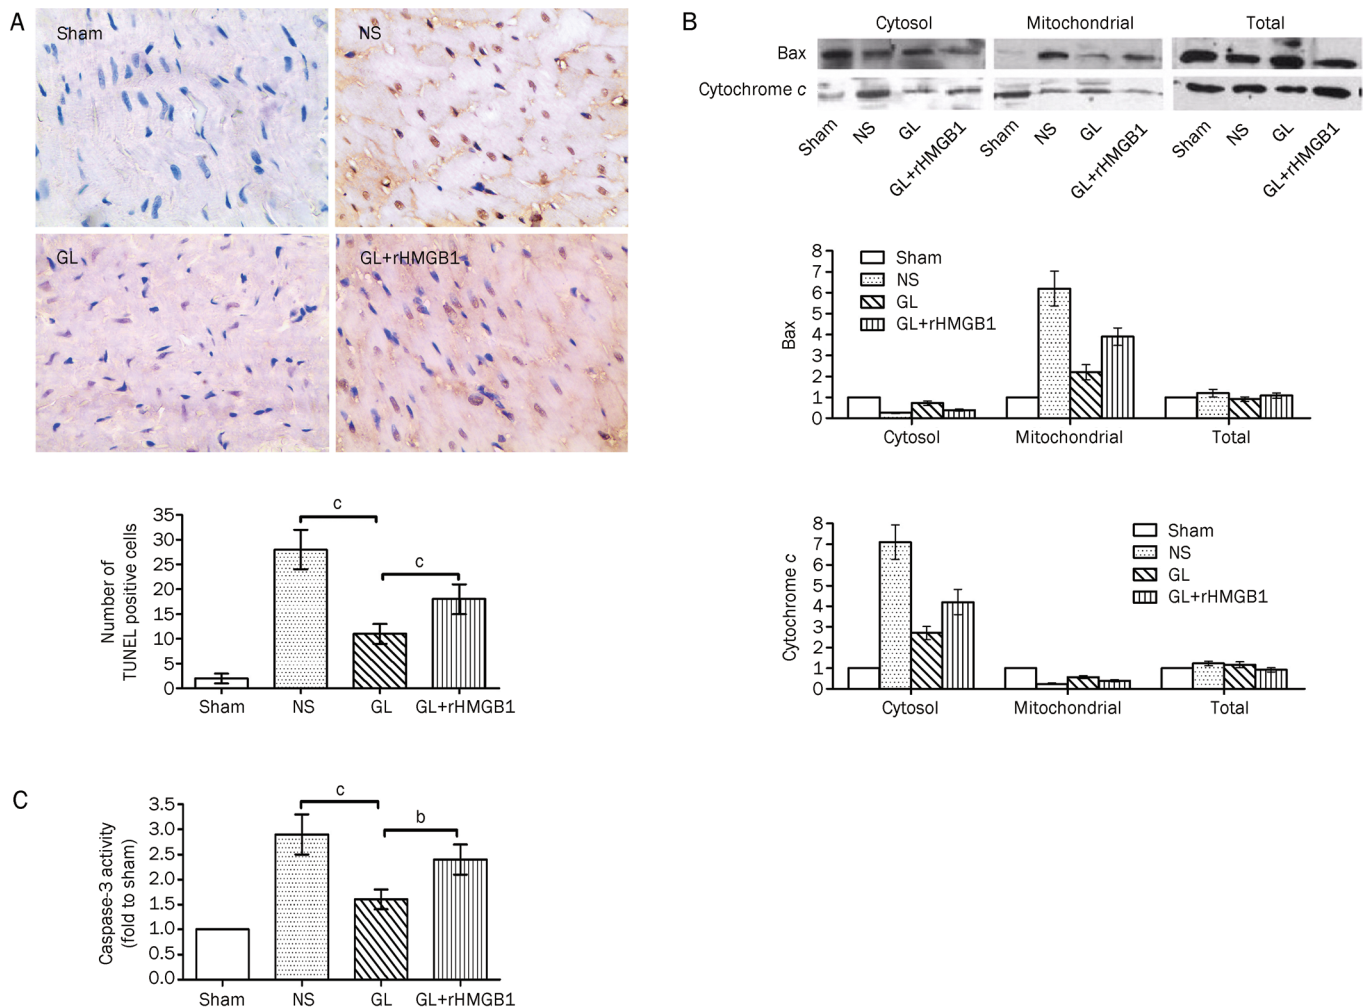 A
Sham
NS
GL
GL+rHMGB1
Number of
TUNEL positive cells
35
30
25
20
15
10
5
0
c
c
Sham
NS
GL
GL+rHMGB1
B
Cytosol
Mitochondrial
Total
Bax
Cytochrome c
Sham
NS
GL
GL+rHMGB1
Sham
NS
GL
GL+rHMGB1
Sham
NS
GL
GL+rHMGB1
Bax
8
7
6
5
4
3
2
1
0
Sham
NS
GL
GL+rHMGB1
Cytosol
Mitochondrial
Total
Cytochrome c
8
7
6
5
4
3
2
1
0
Sham
NS
GL
GL+rHMGB1
Cytosol
Mitochondrial
Total
C
Caspase-3 activity
(fold to sham)
3.5
3.0
2.5
2.0
1.5
1.0
0.5
0.0
c
b
Sham
NS
GL
GL+rHMGB1